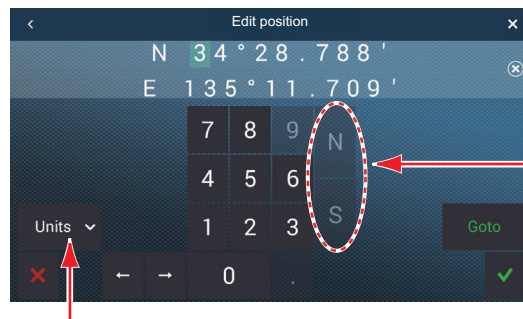 Edit position
N 34°28.788'
E 135°11.709'
7 8 9 N
4 5 6
1 2 3 S
Units Goto
0 .